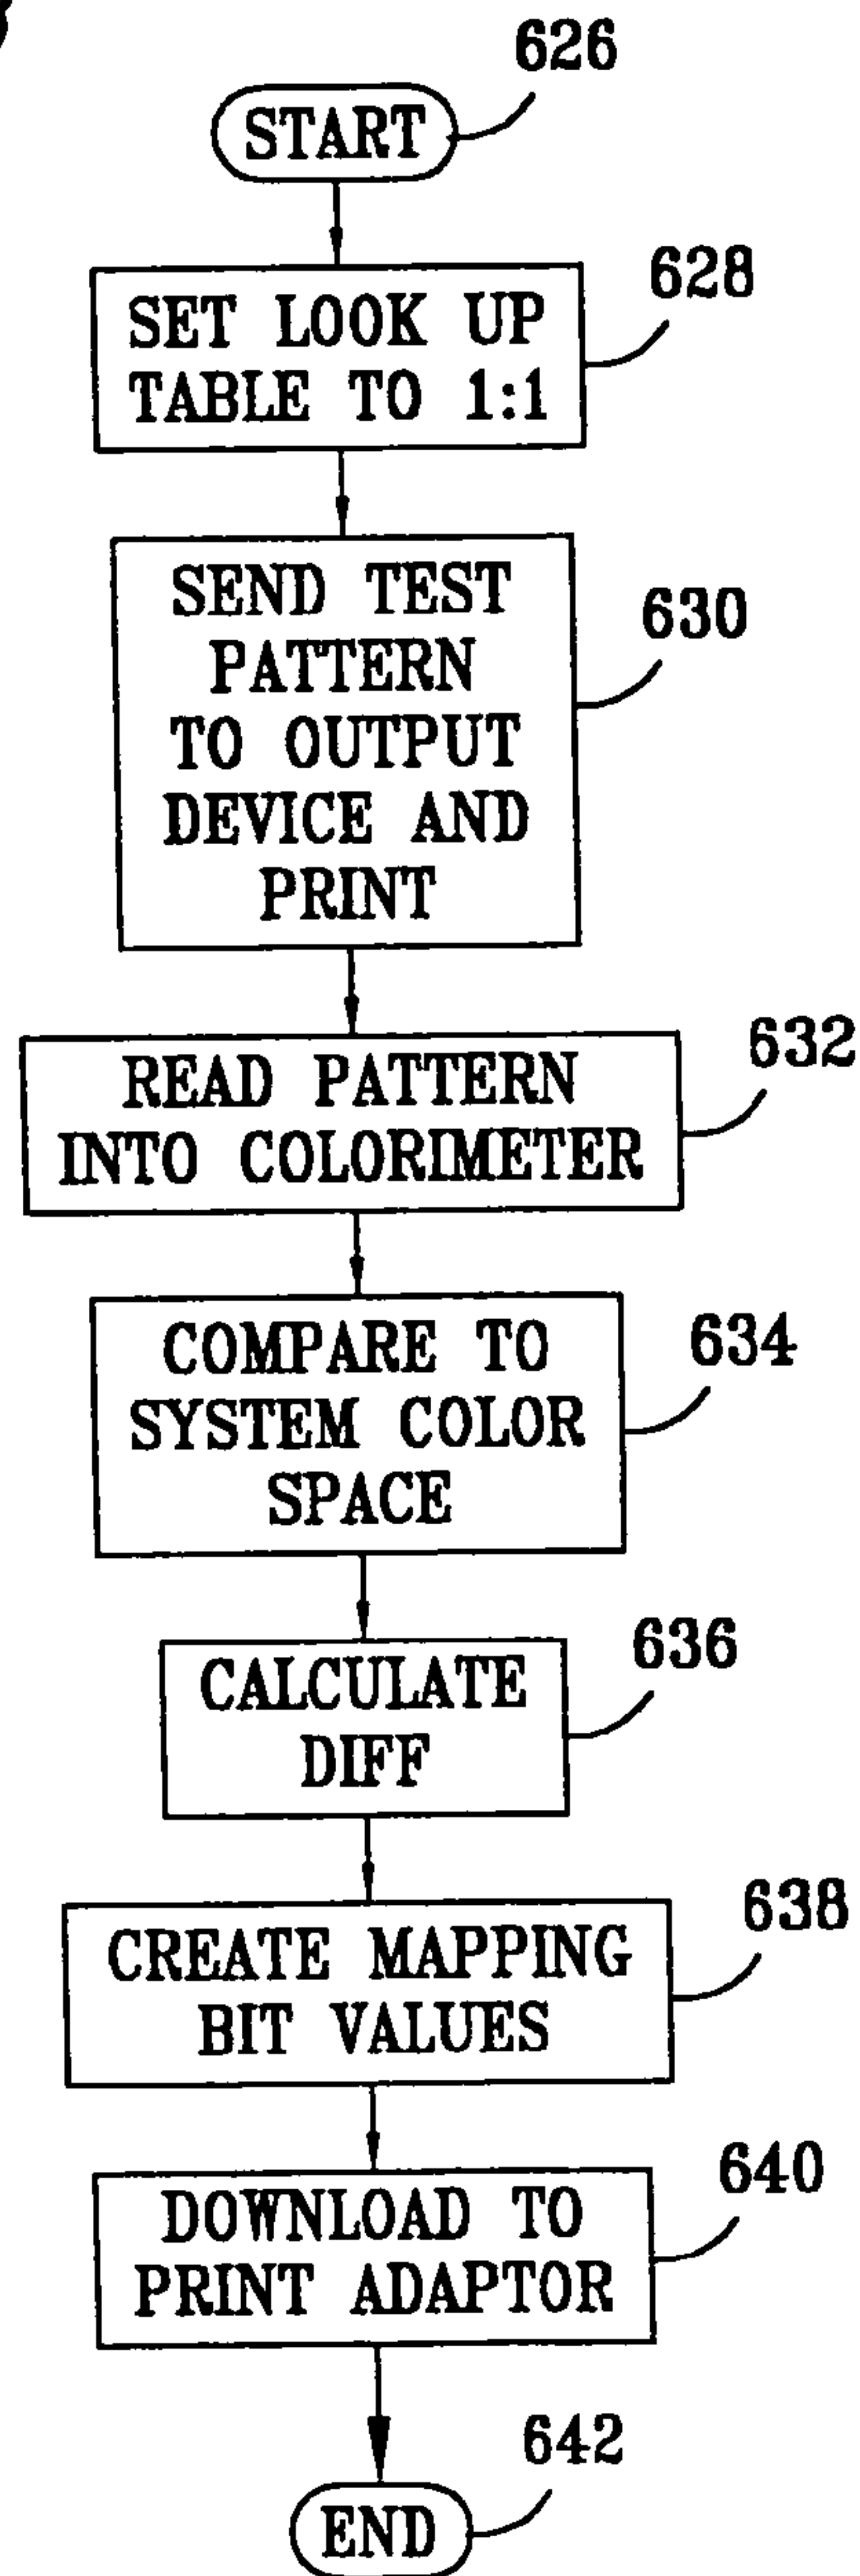 626
START
628
SET LOOK UP
TABLE TO 1:1
630
SEND TEST
PATTERN
TO OUTPUT
DEVICE AND
PRINT
632
READ PATTERN
INTO COLORIMETER
634
COMPARE TO
SYSTEM COLOR
SPACE
636
CALCULATE
DIFF
638
CREATE MAPPING
BIT VALUES
640
DOWNLOAD TO
PRINT ADAPTOR
642
END